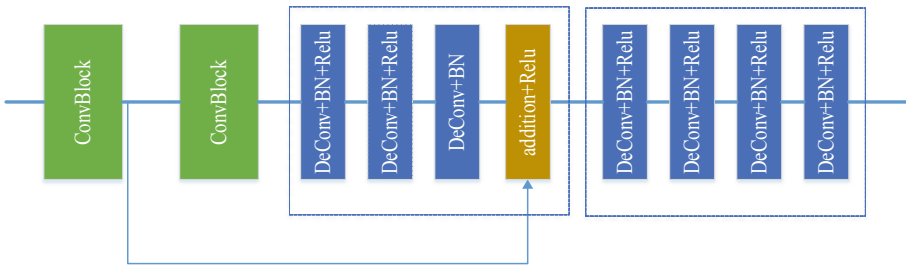 ConvBlock
ConvBlock
DeConv+BN+Relu
DeConv+BN+Relu
DeConv+BN
addition+Relu
DeConv+BN+Relu
DeConv+BN+Relu
DeConv+BN+Relu
DeConv+BN+Relu